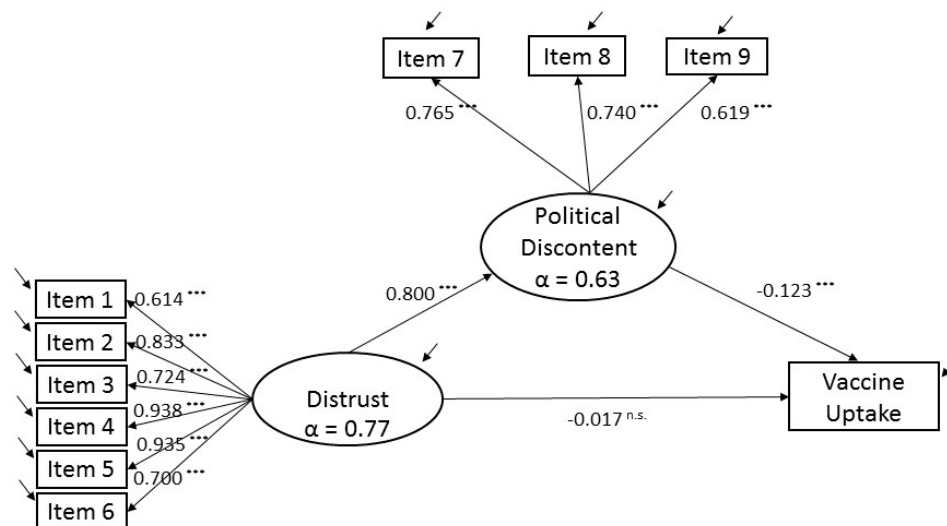 Item 7
Item 8
Item 9
0.765 ***
0.740 ***
0.619 ***
Political
Discontent
α = 0.63
Item 1
Item 2
Item 3
Item 4
Item 5
Item 6
0.614 ***
0.833 ***
0.724 ***
0.938 ***
0.935 ***
0.700 ***
0.800 ***
-0.123 ***
Distrust
α = 0.77
-0.017 n.s.
Vaccine
Uptake